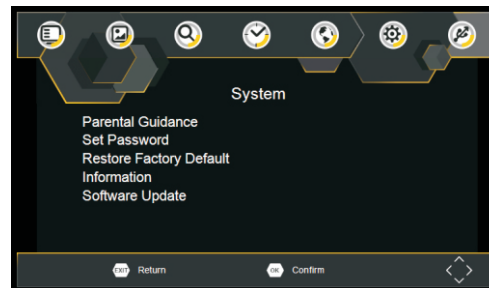 System
Parental Guidance
Set Password
Restore Factory Default
Information
Software Update
EXIT Return
OK Confirm